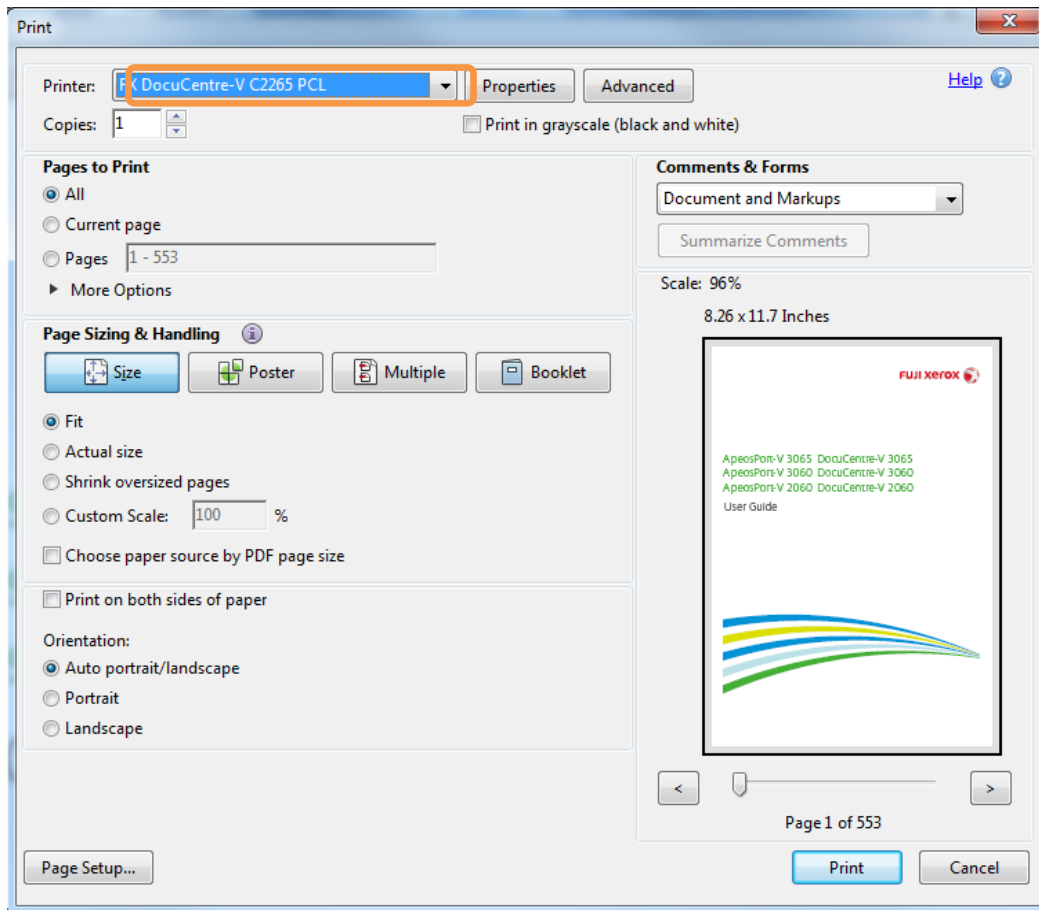 Print
Printer: FX DocuCentre-V C2265 PCL Properties Advanced Help
Copies: 1 Print in grayscale (black and white)
Pages to Print
All
Current page
Pages 1 - 553
More Options
Comments & Forms
Document and Markups
Summarize Comments
Page Sizing & Handling
Size Poster Multiple Booklet
Fit
Actual size
Shrink oversized pages
Custom Scale: 100 %
Choose paper source by PDF page size
Print on both sides of paper
Orientation:
Auto portrait/landscape
Portrait
Landscape
Scale: 96%
8.26 x 11.7 Inches
FUJI xerox
ApeosPort-V 3065 DocuCentre-V 3065
ApeosPort-V 3060 DocuCentre-V 3060
ApeosPort-V 2060 DocuCentre-V 2060
User Guide
< >
Page 1 of 553
Page Setup... Print Cancel